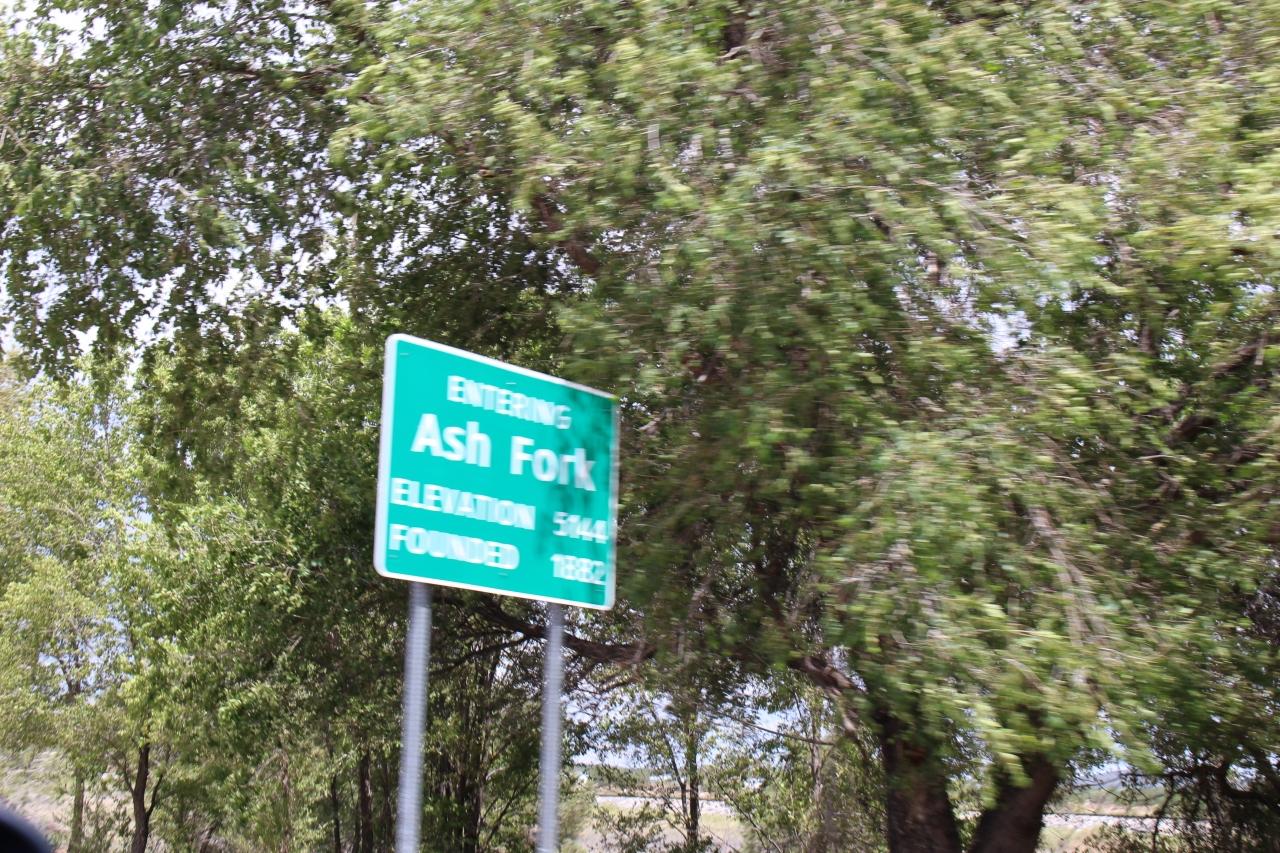 ENTERING
Ash Fork
ELEVATION 5144
FOUNDED 1882